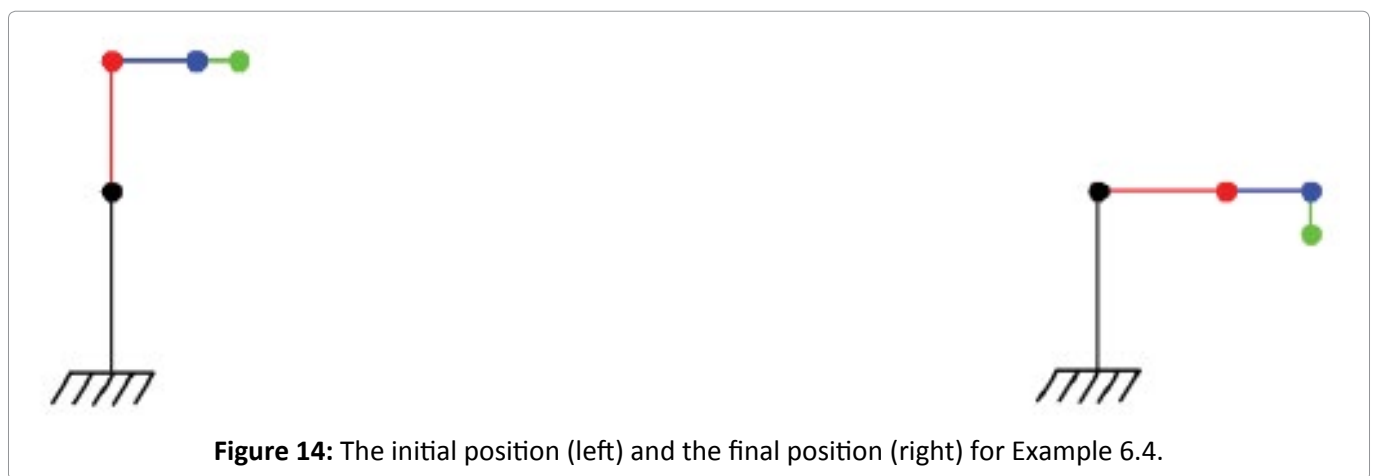 Figure 14: The initial position (left) and the final position (right) for Example 6.4.